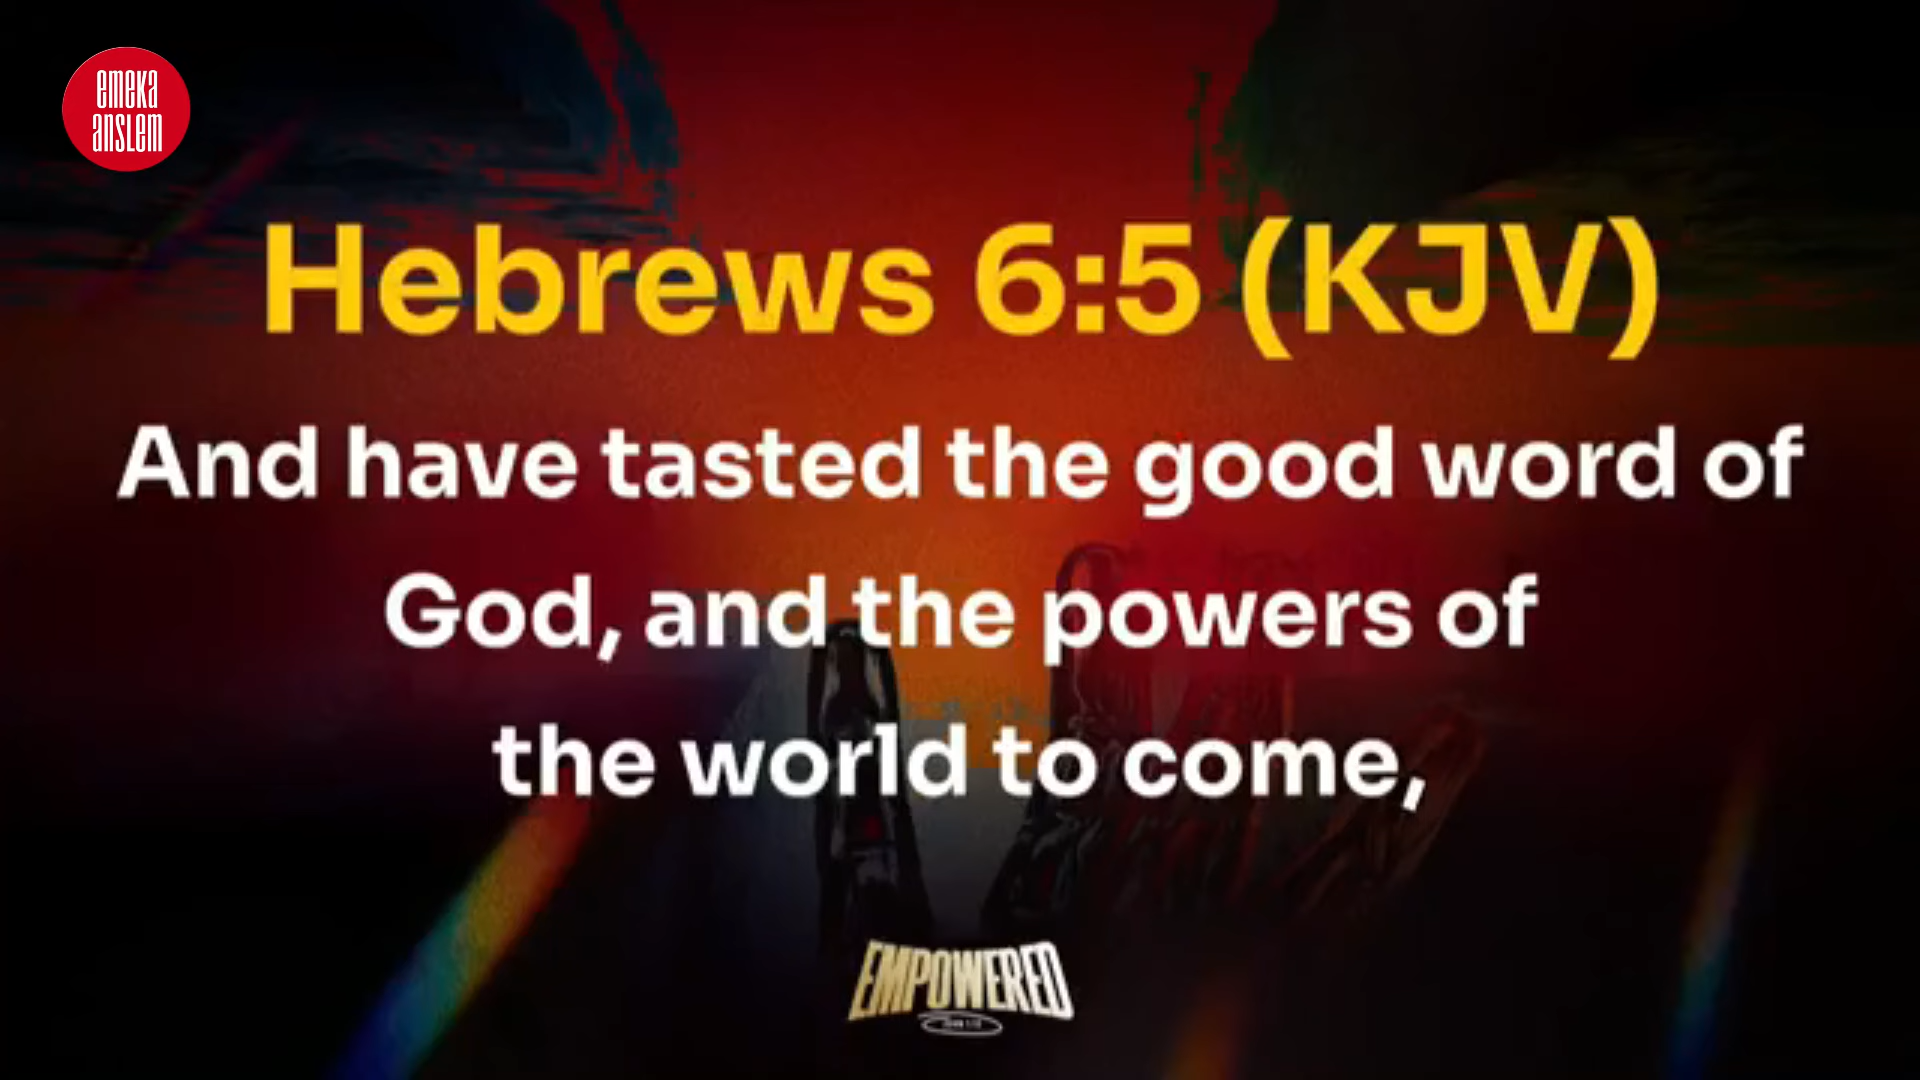 emeka
anslem
Hebrews 6:5 (KJV)
And have tasted the good word of
God, and the powers of
the world to come,
EMPOWERED